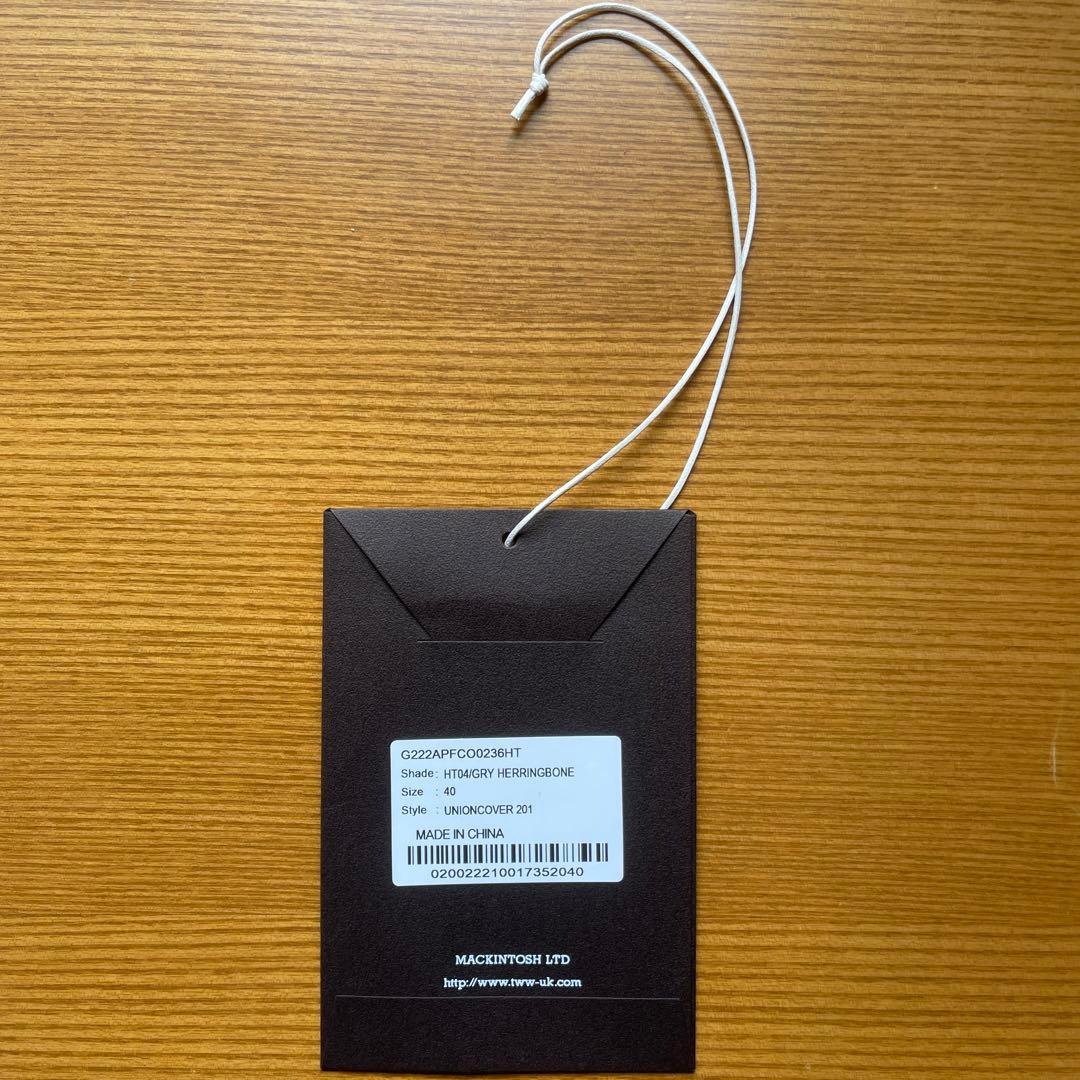 G222APFCO0236HT
Shade : HT04/GRY HERRINGBONE
Size : 40
Style : UNIONCOVER 201
MADE IN CHINA
020022210017352040
MACKINTOSH LTD
http://www.tww-uk.com